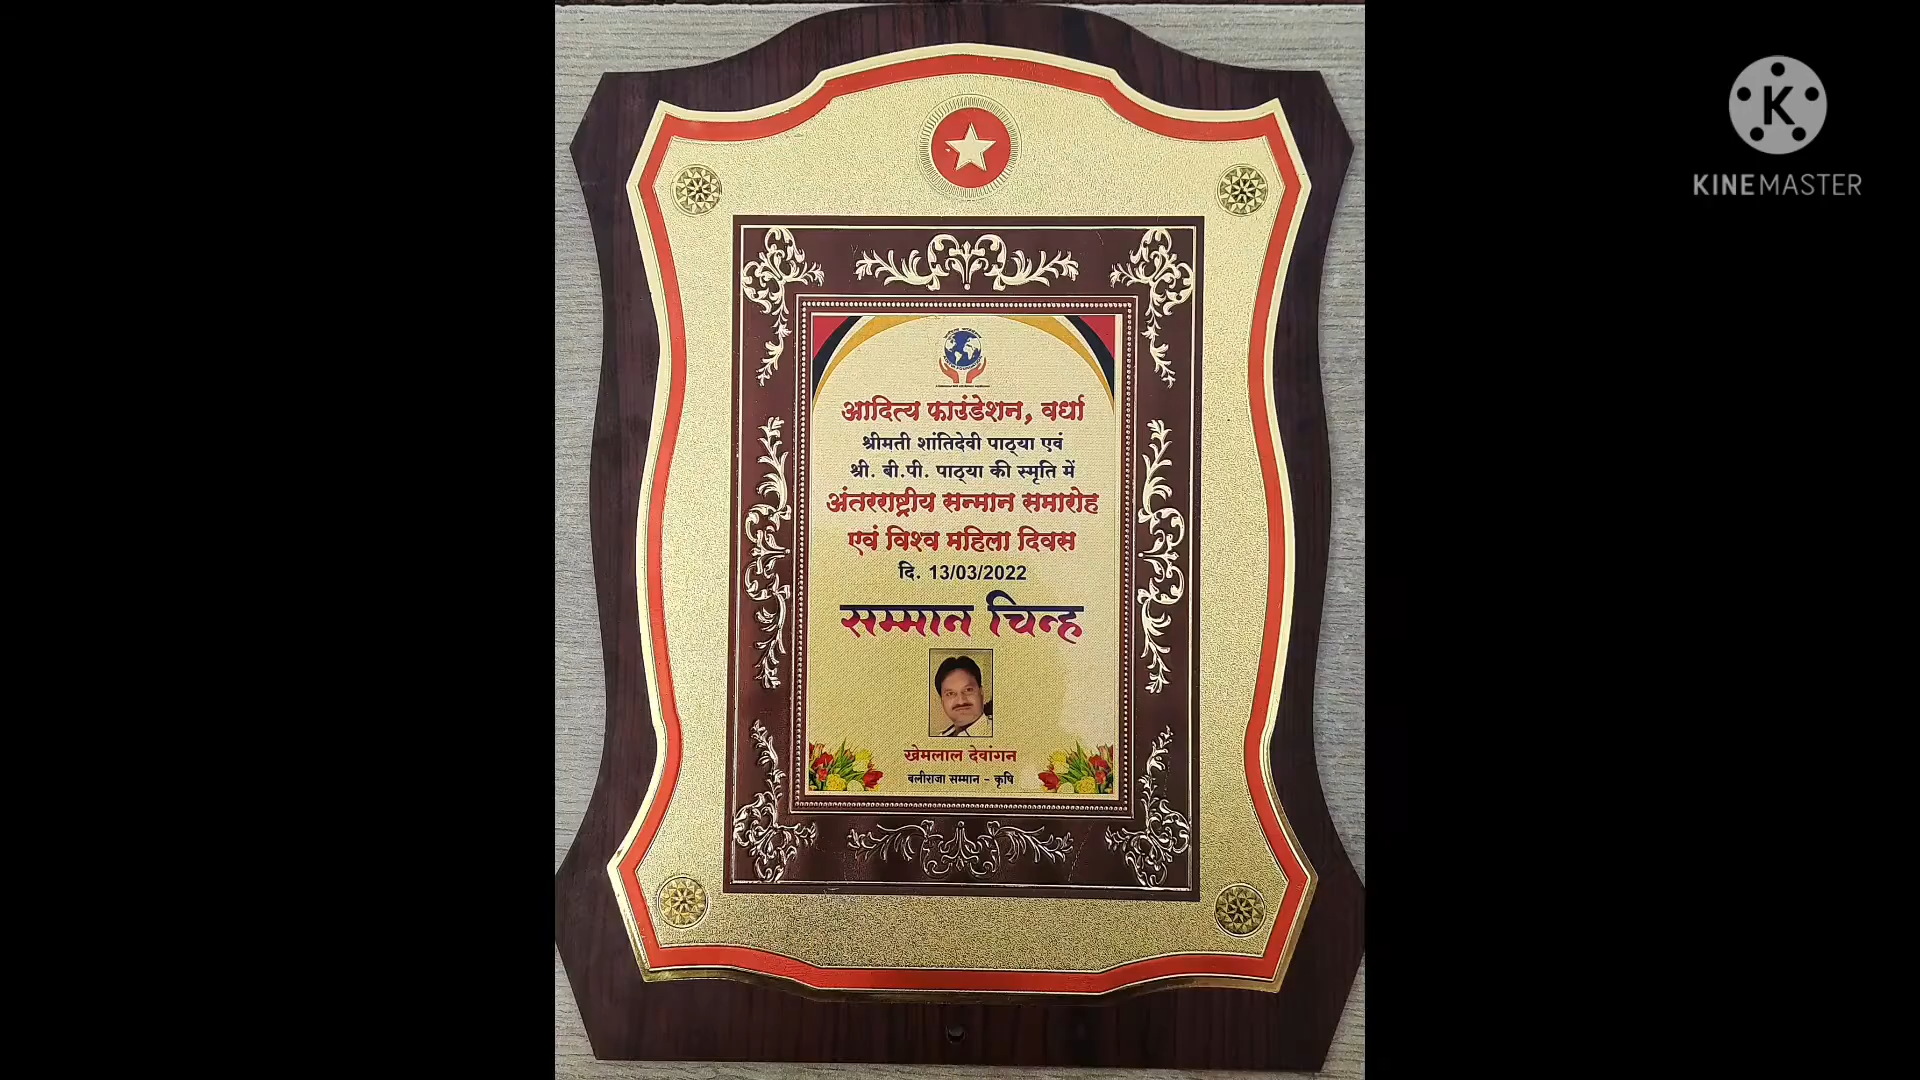 आदित्य फाउंडेशन, वर्धा
श्रीमती शांतिदेवी पाठ्या एवं
श्री. बी.पी. पाठ्या की स्मृति में
अंतरराष्ट्रीय सन्मान समारोह
एवं विश्व महिला दिवस
दि. 13/03/2022
सम्मान चिन्ह
खेमलाल देवांगन
बलीराजा सम्मान - कृषि
K
KINEMASTER